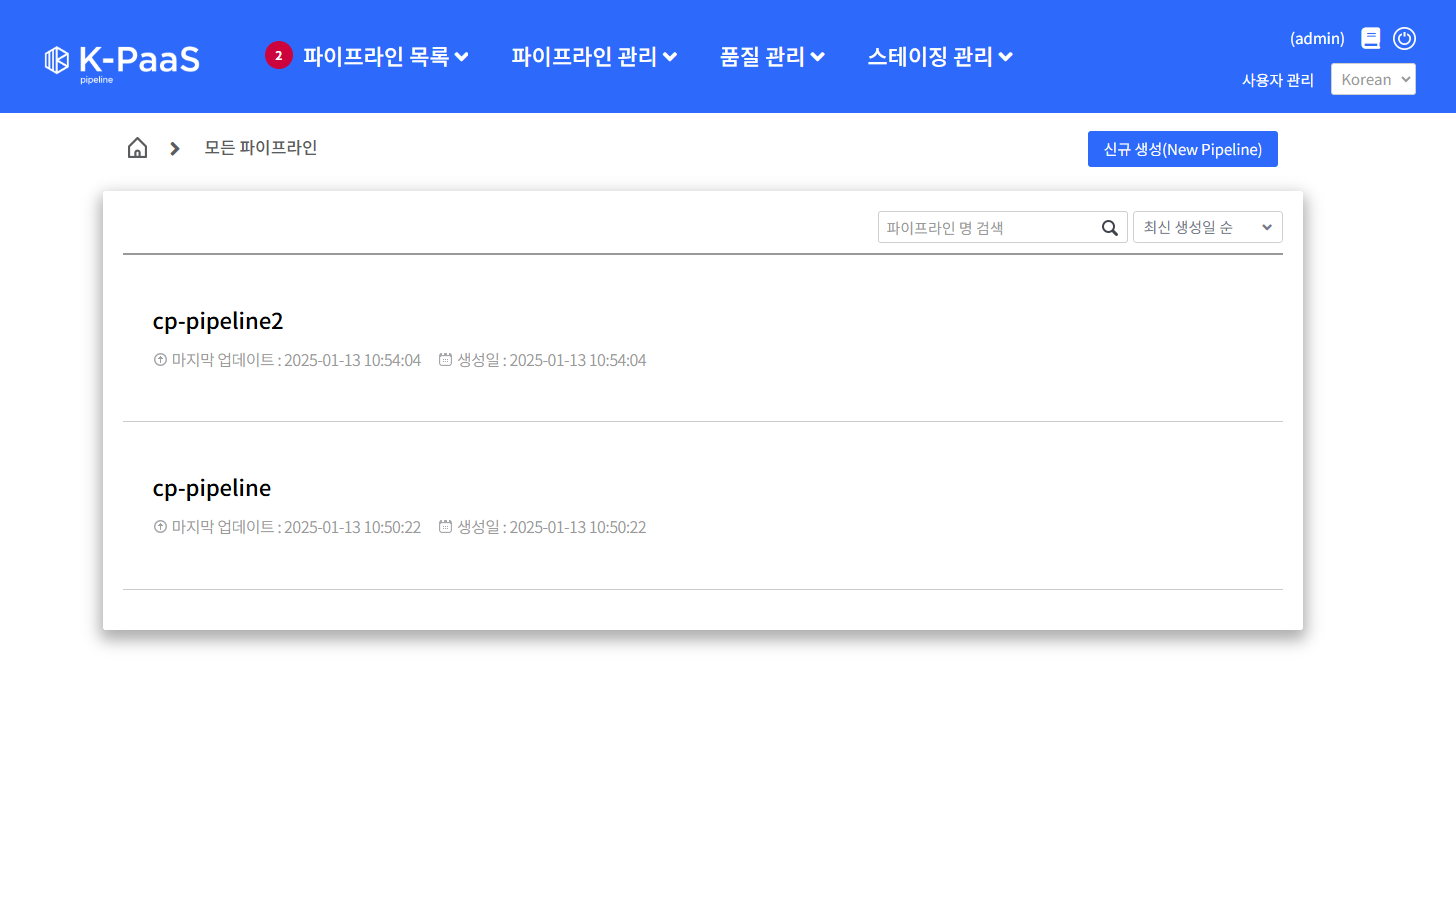 K-PaaS
pipeline
2 파이프라인 목록
파이프라인 관리
품질 관리
스테이징 관리
(admin)
사용자 관리
Korean
모든 파이프라인
신규 생성(New Pipeline)
파이프라인 명 검색
최신 생성일 순
cp-pipeline2
마지막 업데이트 : 2025-01-13 10:54:04 생성일 : 2025-01-13 10:54:04
cp-pipeline
마지막 업데이트 : 2025-01-13 10:50:22 생성일 : 2025-01-13 10:50:22